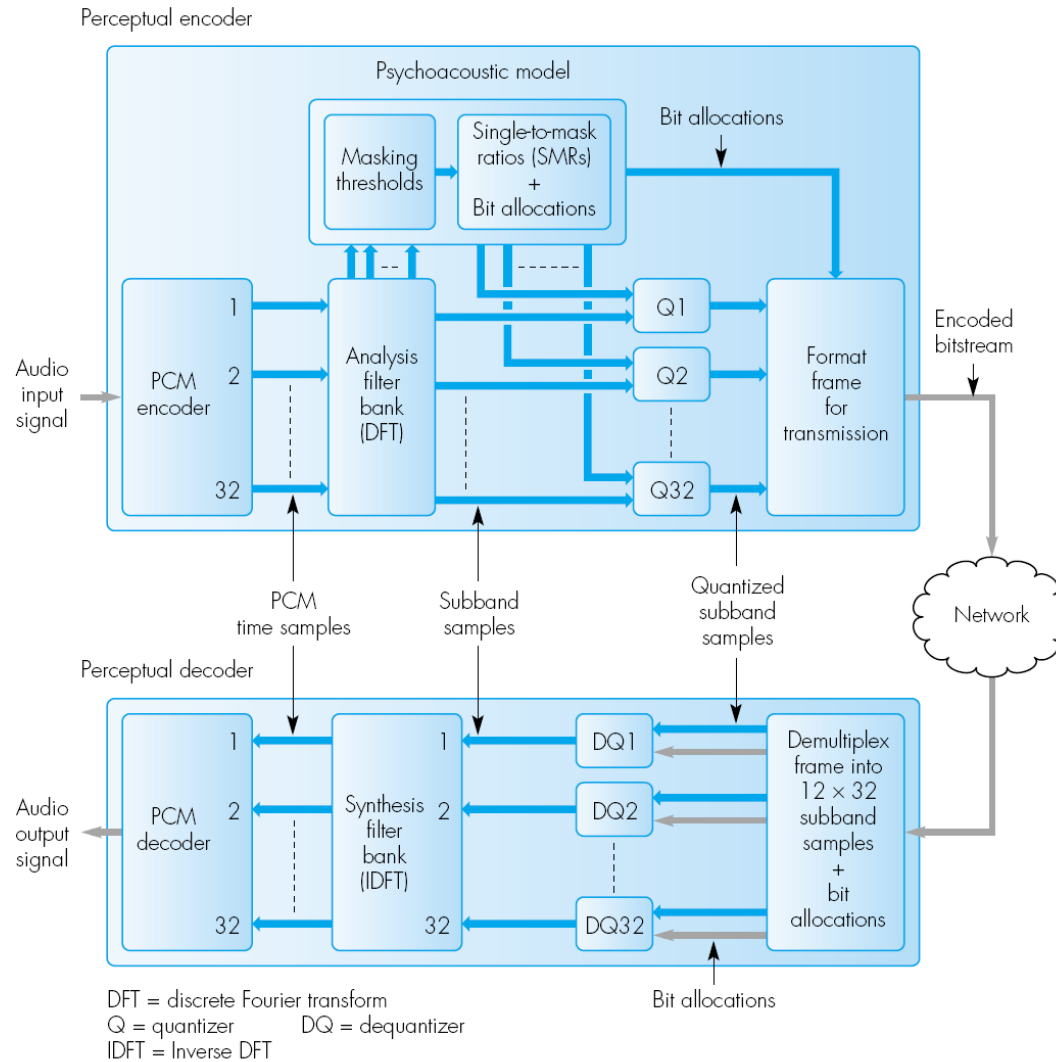 Perceptual encoder
Psychoacoustic model
Masking
thresholds
Single-to-mask
ratios (SMRs)
+
Bit allocations
Bit allocations
Audio
input
signal
PCM
encoder
1
2
32
Analysis
filter
bank
(DFT)
Q1
Q2
Q32
Format
frame
for
transmission
Encoded
bitstream
PCM
time samples
Subband
samples
Quantized
subband
samples
Network
Perceptual decoder
Audio
output
signal
PCM
decoder
1
2
32
Synthesis
filter
bank
(IDFT)
1
2
32
DQ1
DQ2
DQ32
Demultiplex
frame into
12 × 32
subband
samples
+
bit
allocations
Bit allocations
DFT = discrete Fourier transform
Q = quantizer DQ = dequantizer
IDFT = Inverse DFT